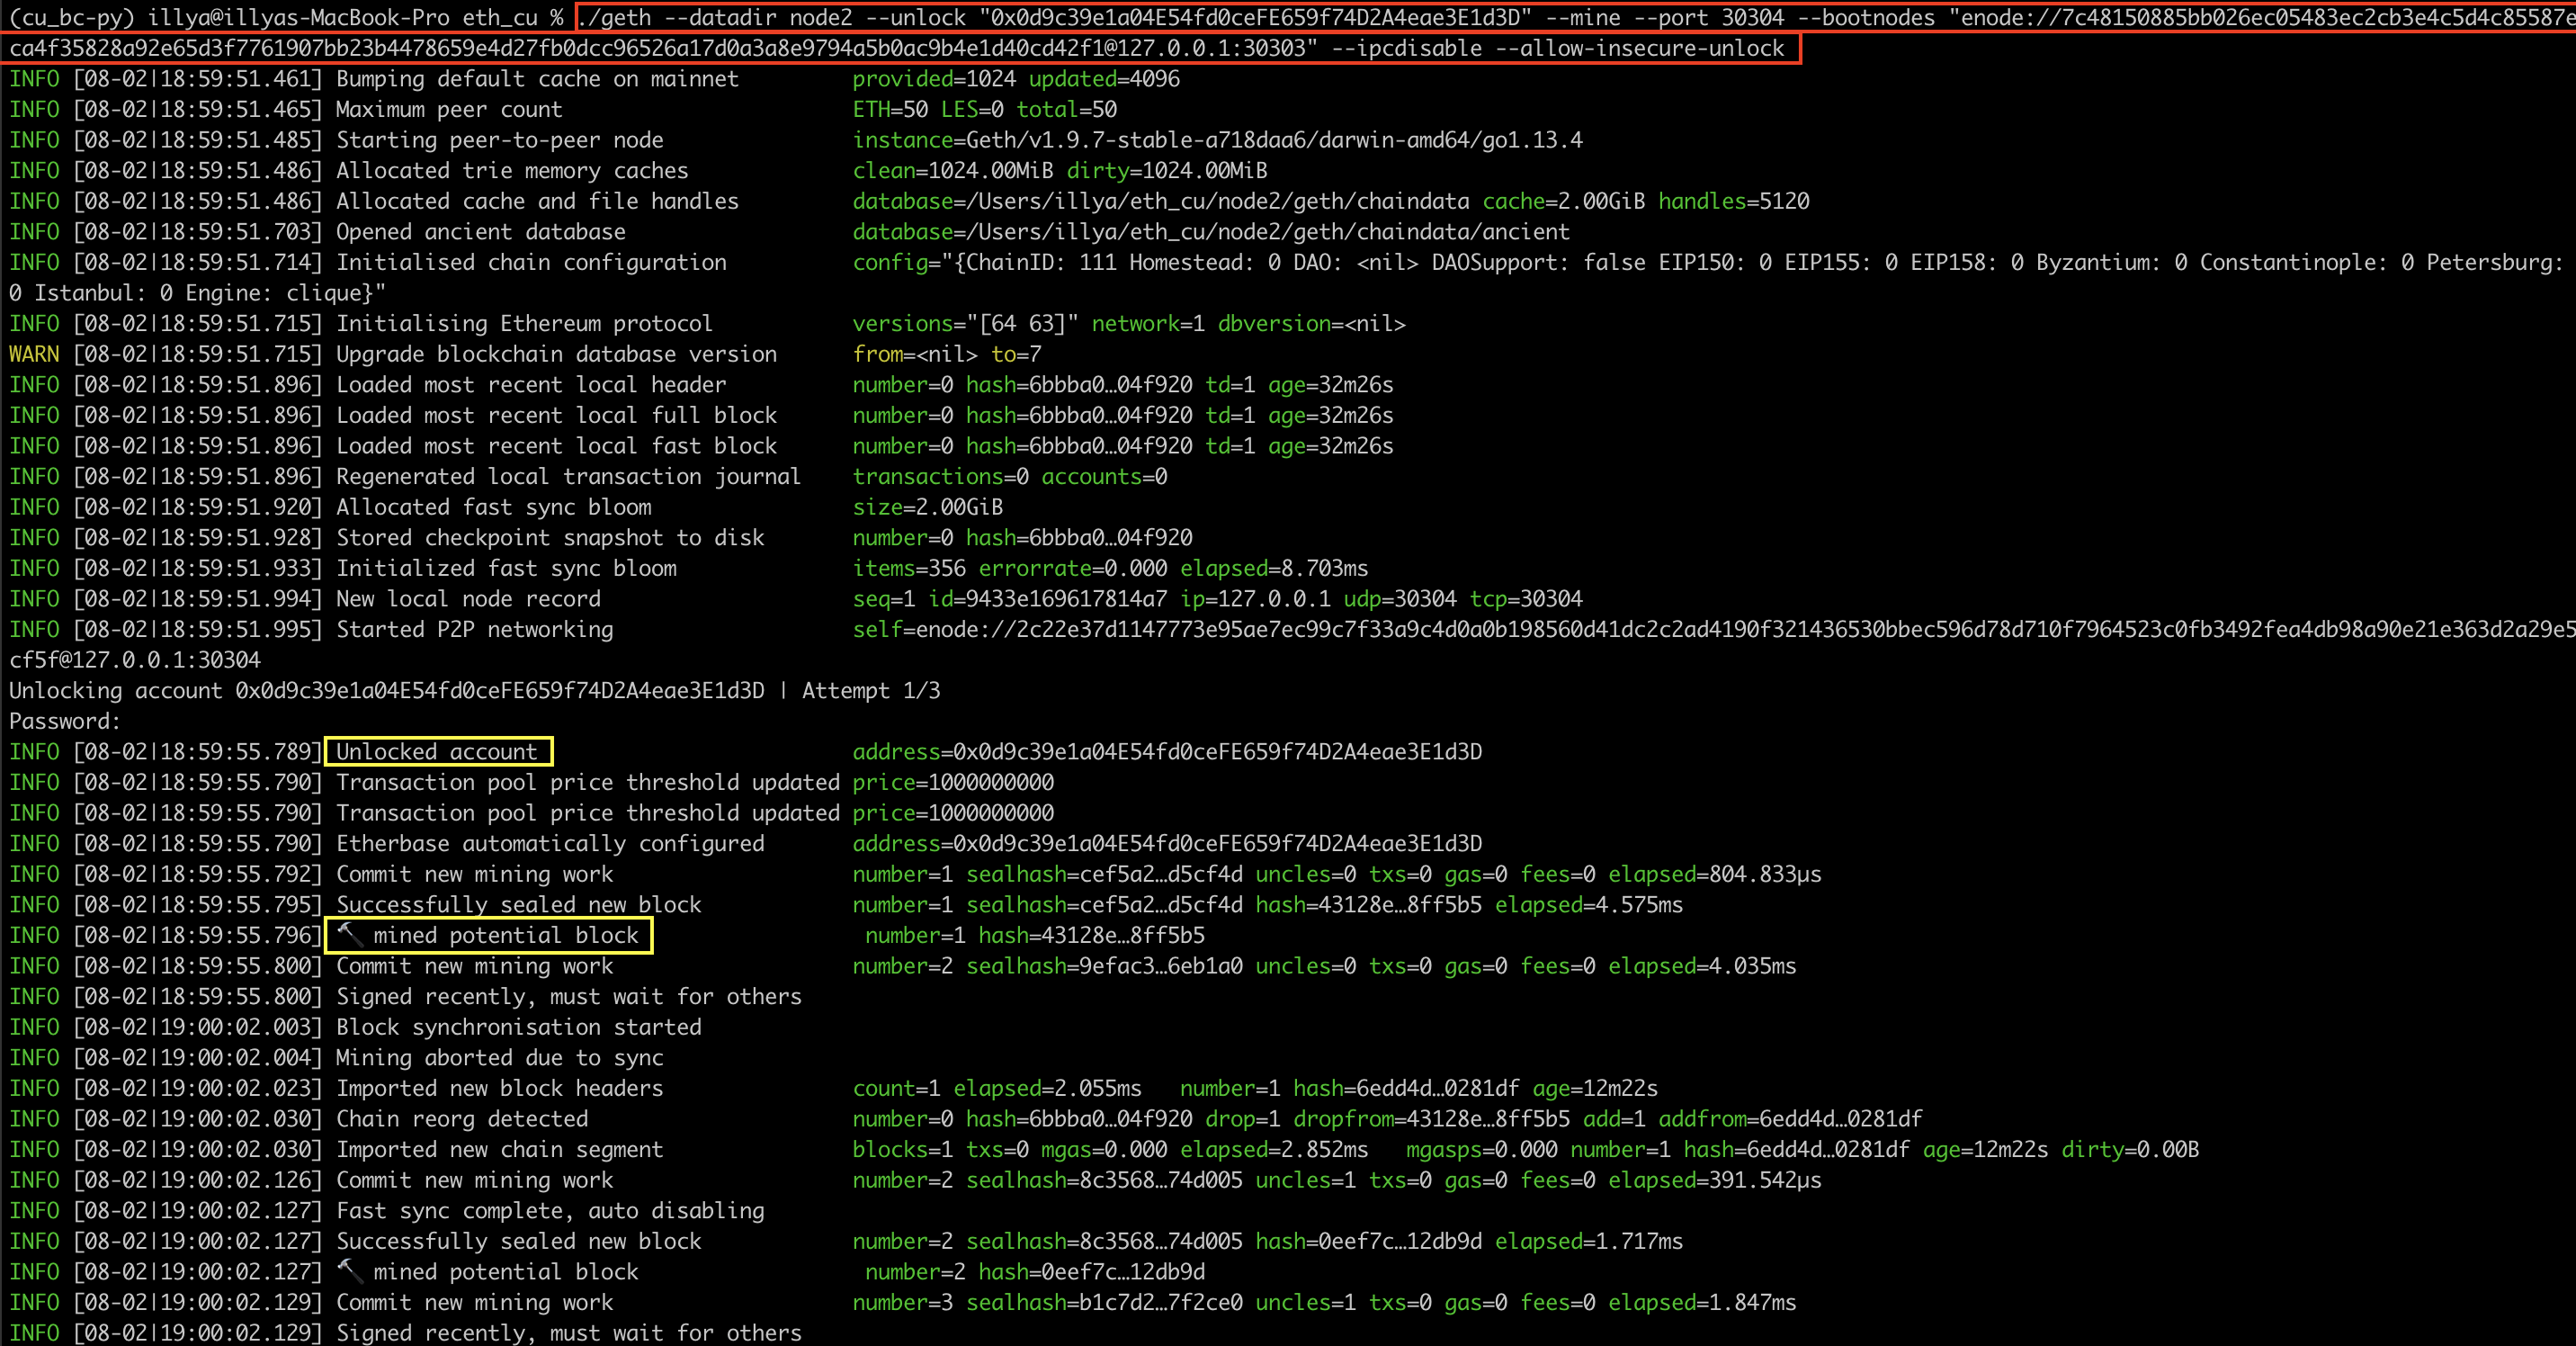 (cu_bc-py) illya@illyas-MacBook-Pro eth_cu % ./geth --datadir node2 --unlock "0x0d9c39e1a04E54fd0ceFE659f74D2A4eae3E1d3D" --mine --port 30304 --bootnodes "enode://7c48150885bb026ec05483ec2cb3e4c5d4c85587e
ca4f35828a92e65d3f7761907bb23b4478659e4d27fb0dcc96526a17d0a3a8e9794a5b0ac9b4e1d40cd42f1@127.0.0.1:30303" --ipcdisable --allow-insecure-unlock
INFO [08-02|18:59:51.461] Bumping default cache on mainnet provided=1024 updated=4096
INFO [08-02|18:59:51.465] Maximum peer count ETH=50 LES=0 total=50
INFO [08-02|18:59:51.485] Starting peer-to-peer node instance=Geth/v1.9.7-stable-a718daa6/darwin-amd64/go1.13.4
INFO [08-02|18:59:51.486] Allocated trie memory caches clean=1024.00MiB dirty=1024.00MiB
INFO [08-02|18:59:51.486] Allocated cache and file handles database=/Users/illya/eth_cu/node2/geth/chaindata cache=2.00GiB handles=5120
INFO [08-02|18:59:51.703] Opened ancient database database=/Users/illya/eth_cu/node2/geth/chaindata/ancient
INFO [08-02|18:59:51.714] Initialised chain configuration config="{ChainID: 111 Homestead: 0 DAO: <nil> DAOSupport: false EIP150: 0 EIP155: 0 EIP158: 0 Byzantium: 0 Constantinople: 0 Petersburg:
0 Istanbul: 0 Engine: clique}"
INFO [08-02|18:59:51.715] Initialising Ethereum protocol versions="[64 63]" network=1 dbversion=<nil>
WARN [08-02|18:59:51.715] Upgrade blockchain database version from=<nil> to=7
INFO [08-02|18:59:51.896] Loaded most recent local header number=0 hash=6bbba0…04f920 td=1 age=32m26s
INFO [08-02|18:59:51.896] Loaded most recent local full block number=0 hash=6bbba0…04f920 td=1 age=32m26s
INFO [08-02|18:59:51.896] Loaded most recent local fast block number=0 hash=6bbba0…04f920 td=1 age=32m26s
INFO [08-02|18:59:51.896] Regenerated local transaction journal transactions=0 accounts=0
INFO [08-02|18:59:51.920] Allocated fast sync bloom size=2.00GiB
INFO [08-02|18:59:51.928] Stored checkpoint snapshot to disk number=0 hash=6bbba0…04f920
INFO [08-02|18:59:51.933] Initialized fast sync bloom items=356 errorrate=0.000 elapsed=8.703ms
INFO [08-02|18:59:51.994] New local node record seq=1 id=9433e169617814a7 ip=127.0.0.1 udp=30304 tcp=30304
INFO [08-02|18:59:51.995] Started P2P networking self=enode://2c22e37d1147773e95ae7ec99c7f33a9c4d0a0b198560d41dc2c2ad4190f321436530bbec596d78d710f7964523c0fb3492fea4db98a90e21e363d2a29e5
cf5f@127.0.0.1:30304
Unlocking account 0x0d9c39e1a04E54fd0ceFE659f74D2A4eae3E1d3D | Attempt 1/3
Password:
INFO [08-02|18:59:55.789] Unlocked account address=0x0d9c39e1a04E54fd0ceFE659f74D2A4eae3E1d3D
INFO [08-02|18:59:55.790] Transaction pool price threshold updated price=1000000000
INFO [08-02|18:59:55.790] Transaction pool price threshold updated price=1000000000
INFO [08-02|18:59:55.790] Etherbase automatically configured address=0x0d9c39e1a04E54fd0ceFE659f74D2A4eae3E1d3D
INFO [08-02|18:59:55.792] Commit new mining work number=1 sealhash=cef5a2…d5cf4d uncles=0 txs=0 gas=0 fees=0 elapsed=804.833µs
INFO [08-02|18:59:55.795] Successfully sealed new block number=1 sealhash=cef5a2…d5cf4d hash=43128e…8ff5b5 elapsed=4.575ms
INFO [08-02|18:59:55.796] 🔨 mined potential block number=1 hash=43128e…8ff5b5
INFO [08-02|18:59:55.800] Commit new mining work number=2 sealhash=9efac3…6eb1a0 uncles=0 txs=0 gas=0 fees=0 elapsed=4.035ms
INFO [08-02|18:59:55.800] Signed recently, must wait for others
INFO [08-02|19:00:02.003] Block synchronisation started
INFO [08-02|19:00:02.004] Mining aborted due to sync
INFO [08-02|19:00:02.023] Imported new block headers count=1 elapsed=2.055ms number=1 hash=6edd4d…0281df age=12m22s
INFO [08-02|19:00:02.030] Chain reorg detected number=0 hash=6bbba0…04f920 drop=1 dropfrom=43128e…8ff5b5 add=1 addfrom=6edd4d…0281df
INFO [08-02|19:00:02.030] Imported new chain segment blocks=1 txs=0 mgas=0.000 elapsed=2.852ms mgasps=0.000 number=1 hash=6edd4d…0281df age=12m22s dirty=0.00B
INFO [08-02|19:00:02.126] Commit new mining work number=2 sealhash=8c3568…74d005 uncles=1 txs=0 gas=0 fees=0 elapsed=391.542µs
INFO [08-02|19:00:02.127] Fast sync complete, auto disabling
INFO [08-02|19:00:02.127] Successfully sealed new block number=2 sealhash=8c3568…74d005 hash=0eef7c…12db9d elapsed=1.717ms
INFO [08-02|19:00:02.127] 🔨 mined potential block number=2 hash=0eef7c…12db9d
INFO [08-02|19:00:02.129] Commit new mining work number=3 sealhash=b1c7d2…7f2ce0 uncles=1 txs=0 gas=0 fees=0 elapsed=1.847ms
INFO [08-02|19:00:02.129] Signed recently, must wait for others